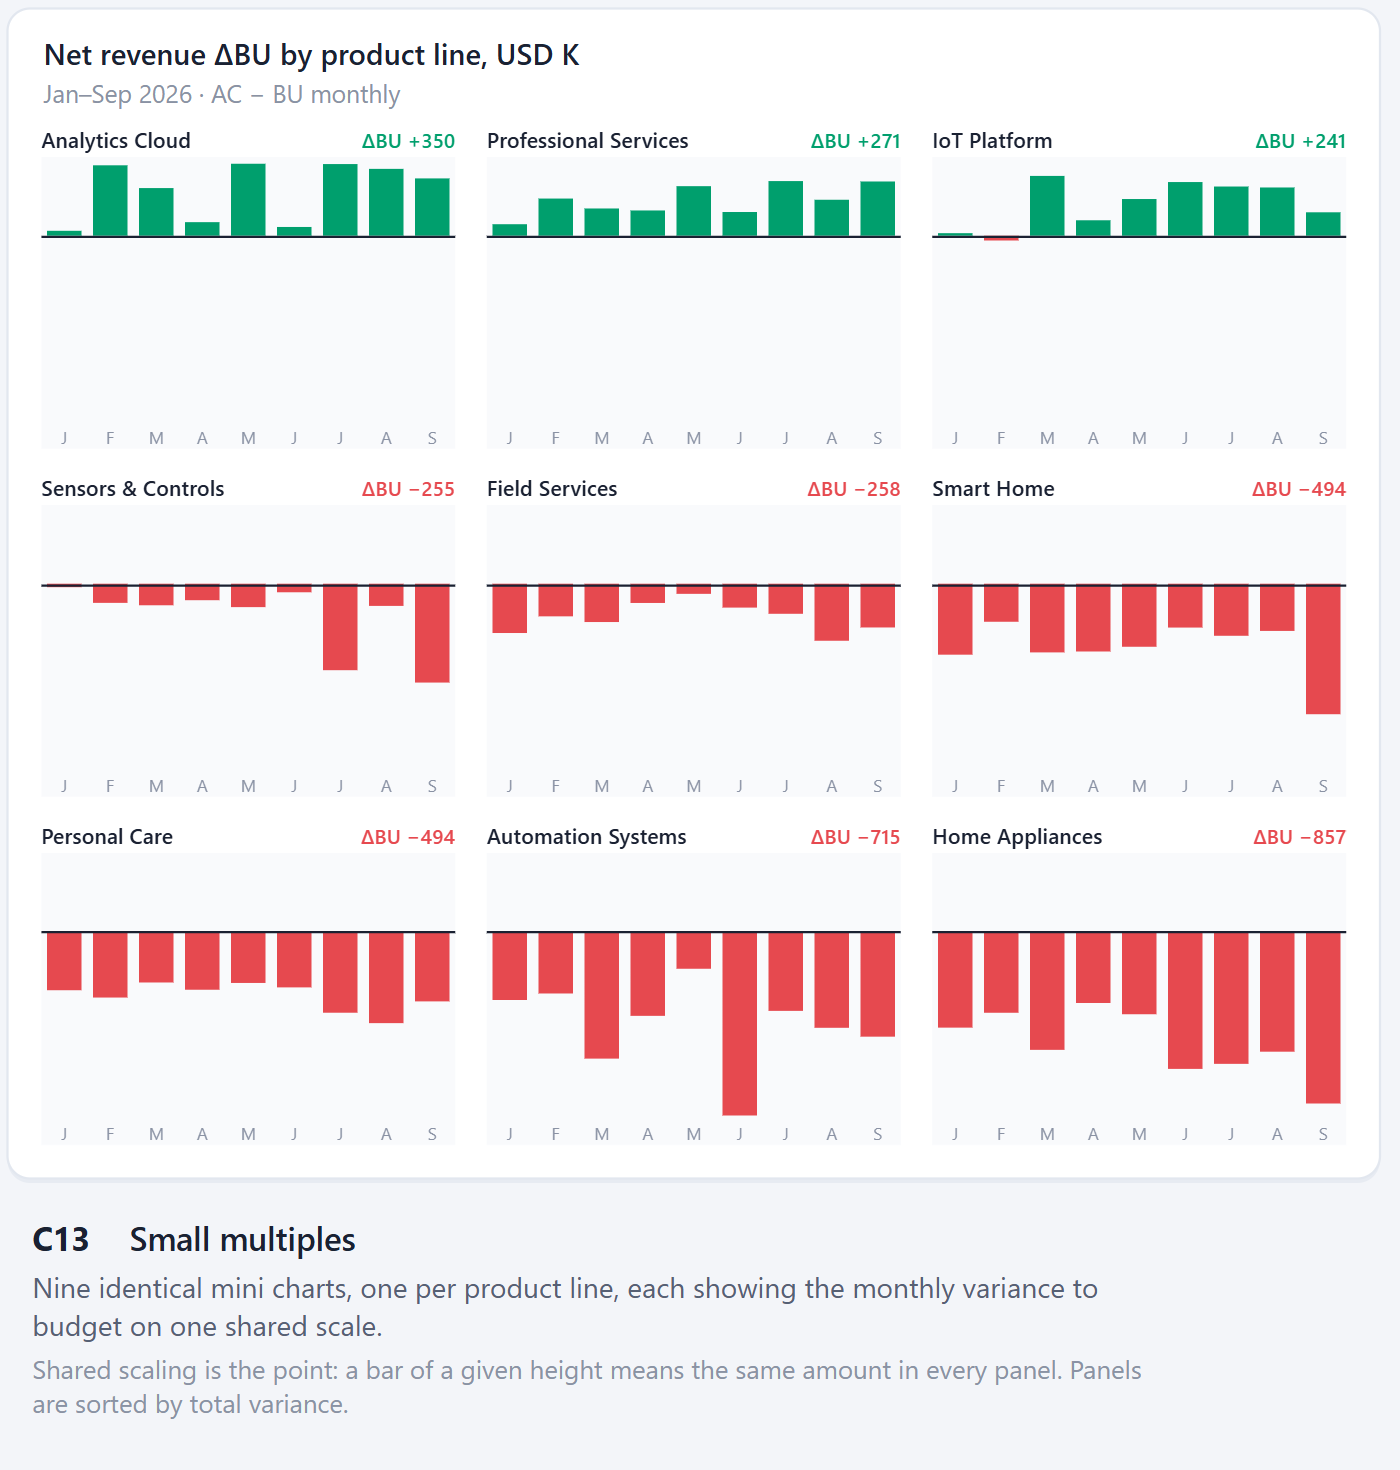 Net revenue ΔBU by product line, USD K
Jan–Sep 2026 · AC − BU monthly
Analytics Cloud ΔBU +350
J F M A M J J A S
Professional Services ΔBU +271
J F M A M J J A S
IoT Platform ΔBU +241
J F M A M J J A S
Sensors & Controls ΔBU −255
J F M A M J J A S
Field Services ΔBU −258
J F M A M J J A S
Smart Home ΔBU −494
J F M A M J J A S
Personal Care ΔBU −494
J F M A M J J A S
Automation Systems ΔBU −715
J F M A M J J A S
Home Appliances ΔBU −857
J F M A M J J A S
C13 Small multiples
Nine identical mini charts, one per product line, each showing the monthly variance to
budget on one shared scale.
Shared scaling is the point: a bar of a given height means the same amount in every panel. Panels
are sorted by total variance.